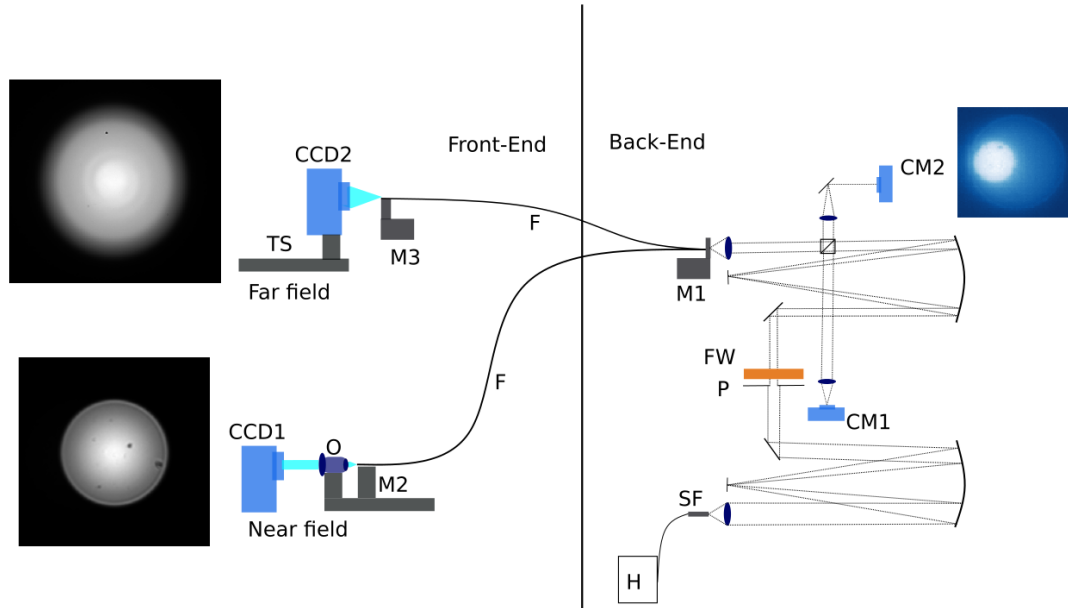 Front-End
Back-End
CCD2
CM2
F
TS
M3
M1
Far field
FW
P
F
CM1
CCD1
O
M2
SF
Near field
H